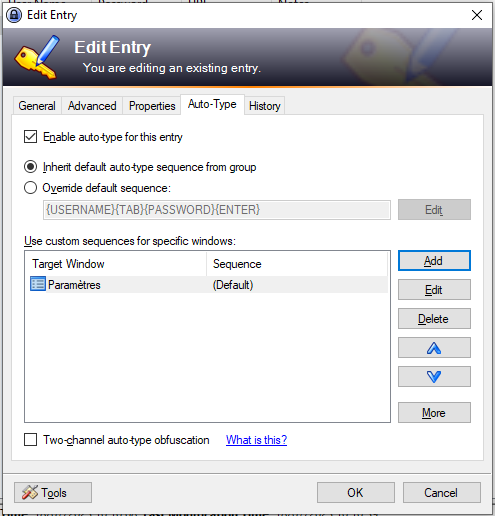 Edit Entry
Edit Entry
You are editing an existing entry.
General Advanced Properties Auto-Type History
Enable auto-type for this entry
Inherit default auto-type sequence from group
Override default sequence:
{USERNAME}{TAB}{PASSWORD}{ENTER} Edit
Use custom sequences for specific windows:
Target Window Sequence Add
Paramètres (Default)
Edit
Delete
More
Two-channel auto-type obfuscation What is this?
Tools OK Cancel